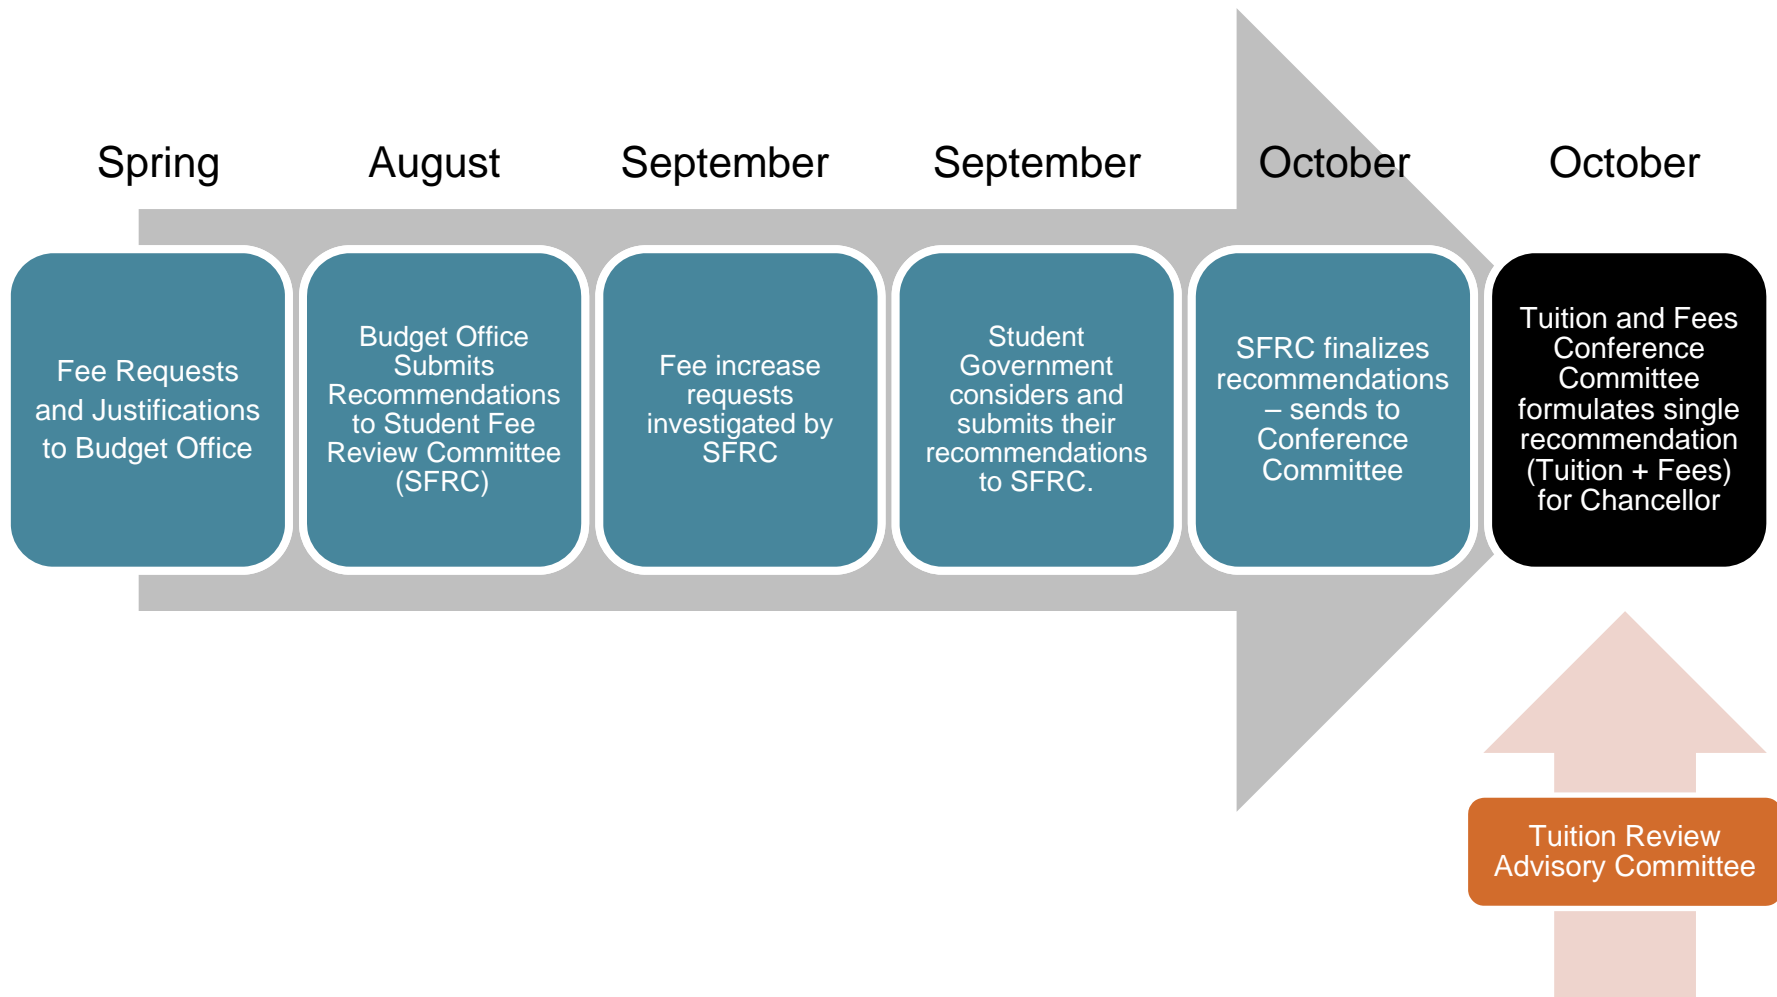 Spring
August
September
September
October
October
Fee Requests
and Justifications
to Budget Office
Budget Office
Submits
Recommendations
to Student Fee
Review Committee
(SFRC)
Fee increase
requests
investigated by
SFRC
Student
Government
considers and
submits their
recommendations
to SFRC.
SFRC finalizes
recommendations
– sends to
Conference
Committee
Tuition and Fees
Conference
Committee
formulates single
recommendation
(Tuition + Fees)
for Chancellor
Tuition Review
Advisory Committee